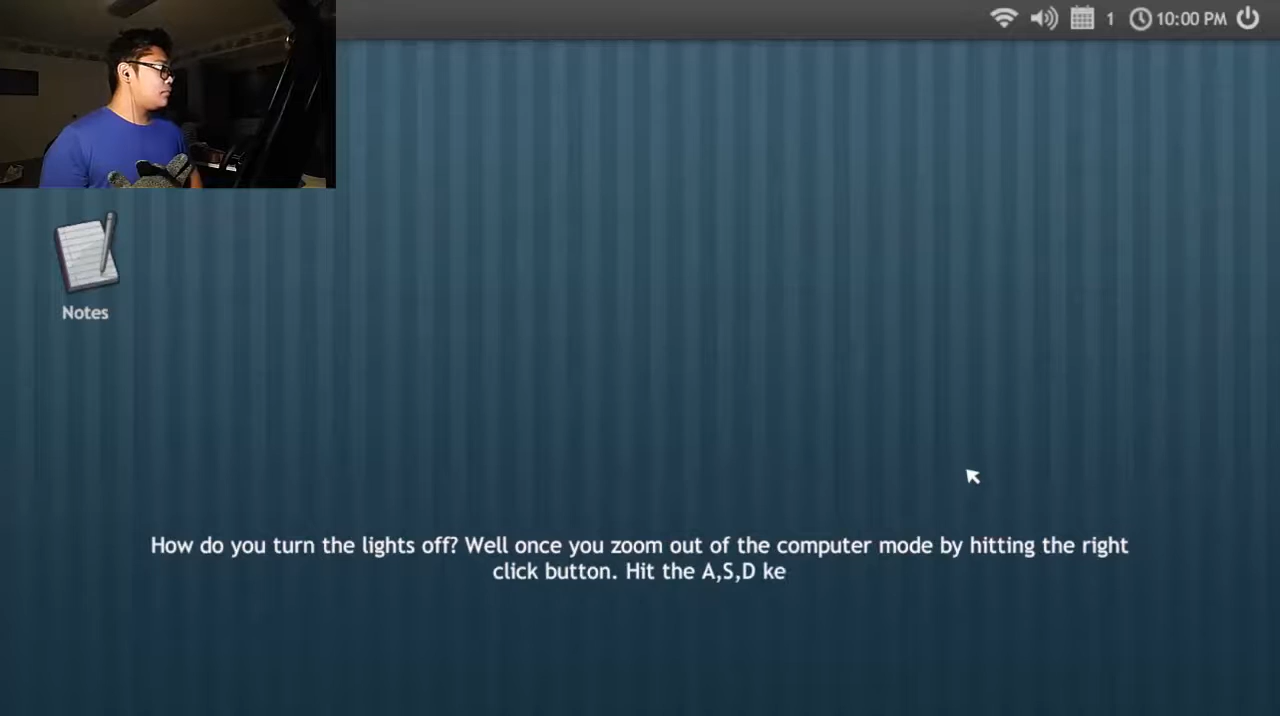 1 10:00 PM
Notes
How do you turn the lights off? Well once you zoom out of the computer mode by hitting the right
click button. Hit the A,S,D ke